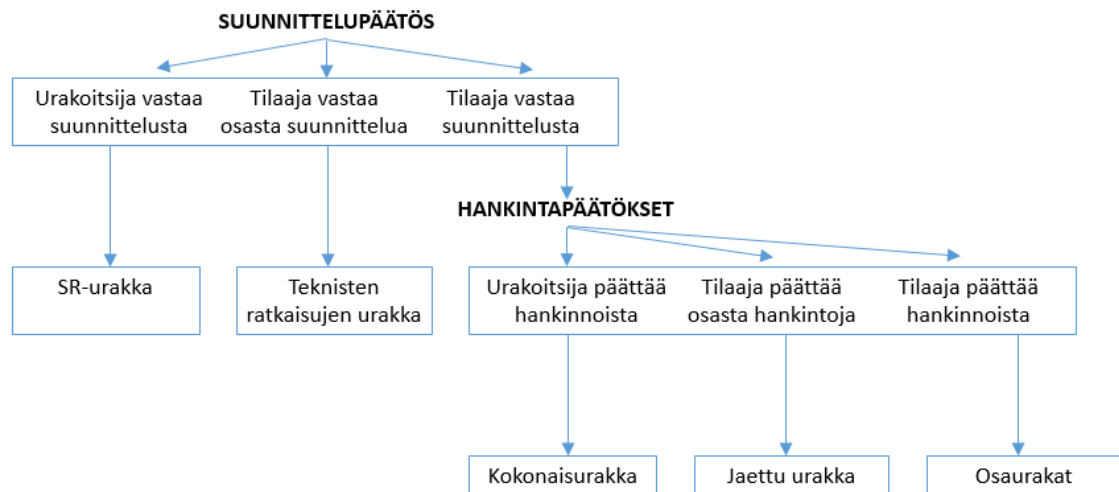 SUUNNITTELUPÄÄTÖS
Urakoitsija vastaa
suunnittelusta
Tilaaja vastaa
osasta suunnittelua
Tilaaja vastaa
suunnittelusta
HANKINTAPÄÄTÖKSET
SR-urakka
Teknisten
ratkaisujen urakka
Urakoitsija päättää
hankinnoista
Tilaaja päättää
osasta hankintoja
Tilaaja päättää
hankinnoista
Kokonaisurakka
Jaettu urakka
Osaurakat